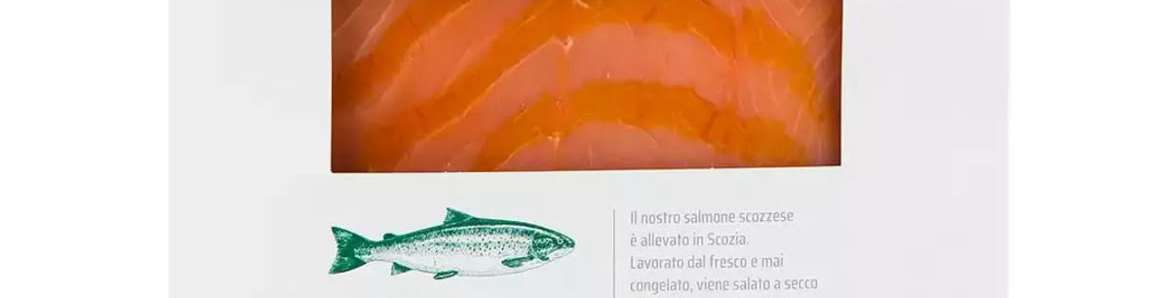 Il nostro salmone scozzese
è allevato in Scozia.
Lavorato dal fresco e mai
congelato, viene salato a secco